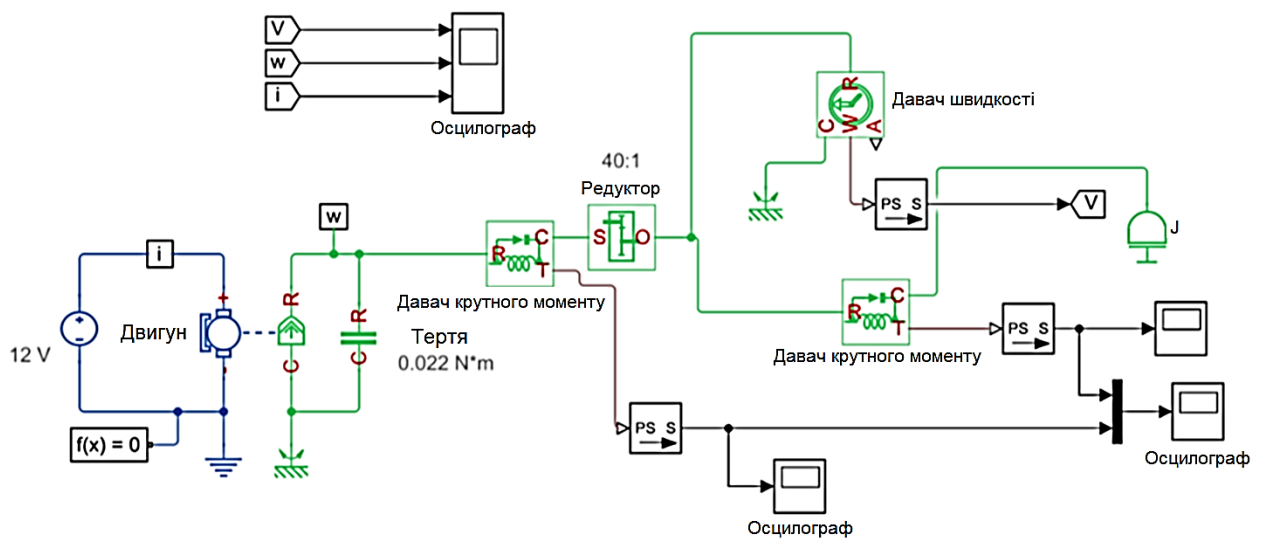 V
w
i
Осцилограф
R
C
W
A
Давач швидкості
40:1
Редуктор
S
O
PS S
V
J
w
i
R
C
T
Давач крутного моменту
+
-
Двигун
12 V
R
C
R
C
Тертя
0.022 N*m
R
C
T
Давач крутного моменту
PS S
f(x) = 0
PS S
Осцилограф
Осцилограф